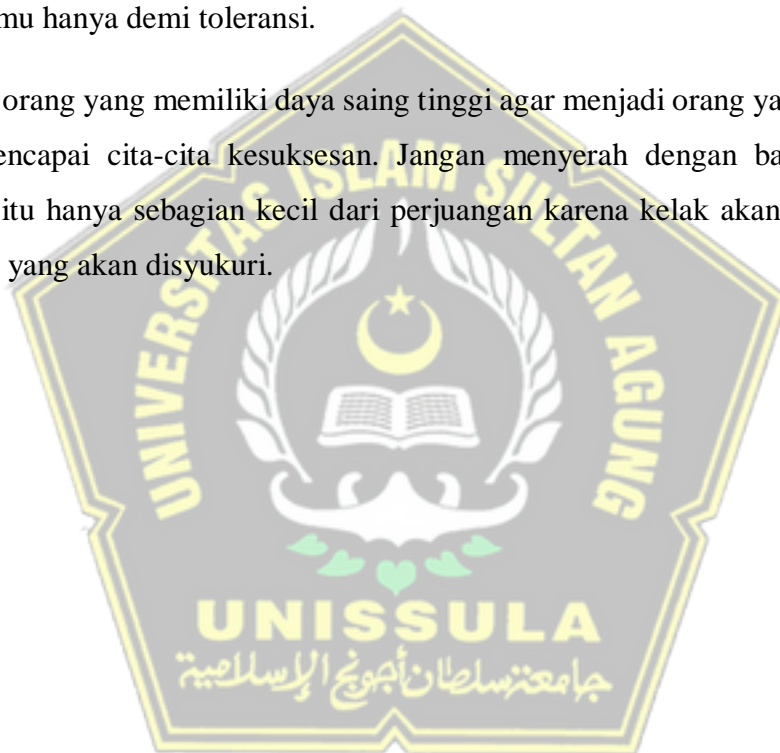 mu hanya demi toleransi.
orang yang memiliki daya saing tinggi agar menjadi orang ya
encapai cita-cita kesuksesan. Jangan menyerah dengan ba
itu hanya sebagian kecil dari perjuangan karena kelak akan
yang akan disyukuri.
UNIVERSITAS ISLAM SULTAN AGUNG
UNISSULA
جامعة سلطان أجونج الإسلامية